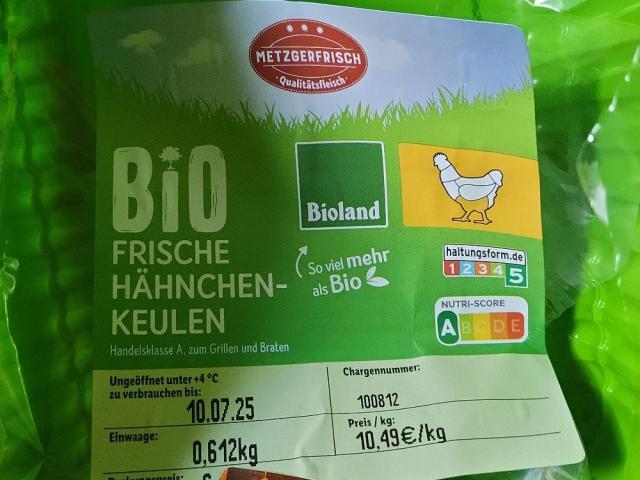 METZGERFRISCH
· Qualitätsfleisch ·
BiO
FRISCHE
HÄHNCHEN-
KEULEN
Handelsklasse A, zum Grillen und Braten
Bioland
So viel mehr
als Bio
haltungsform.de
1 2 3 4 5
NUTRI-SCORE
A B C D E
Ungeöffnet unter +4 °C
zu verbrauchen bis:
10.07.25
Einwaage:
0,612kg
Chargennummer:
100812
Preis / kg:
10,49€/kg